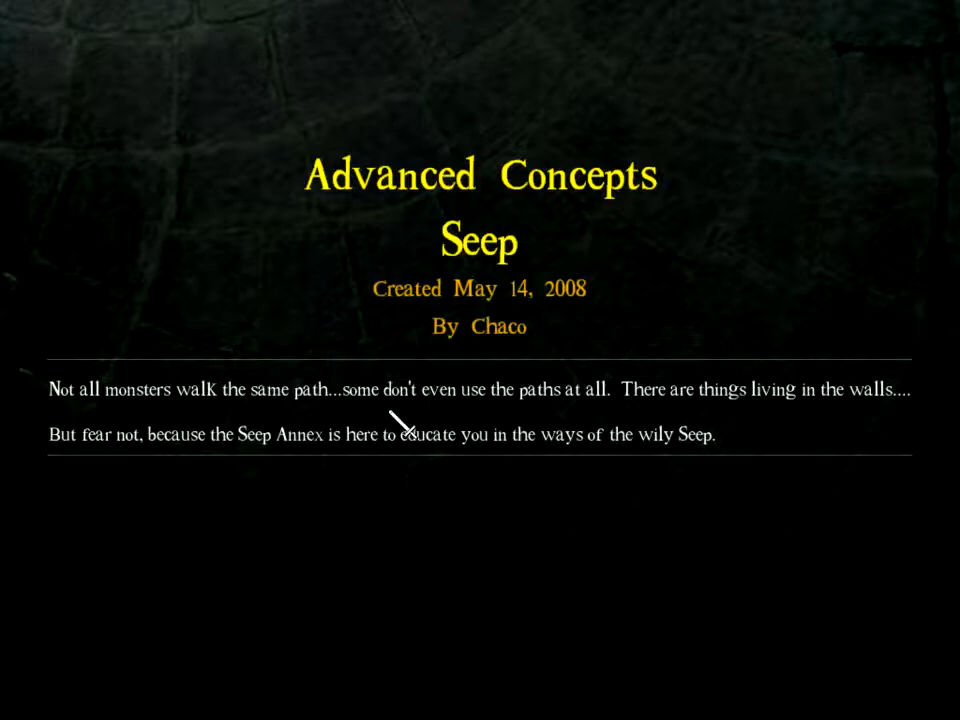 Advanced Concepts
Seep
Created May 14, 2008
By Chaco
Not all monsters walk the same path...some don't even use the paths at all. There are things living in the walls....
But fear not, because the Seep Annex is here to educate you in the ways of the wily Seep.